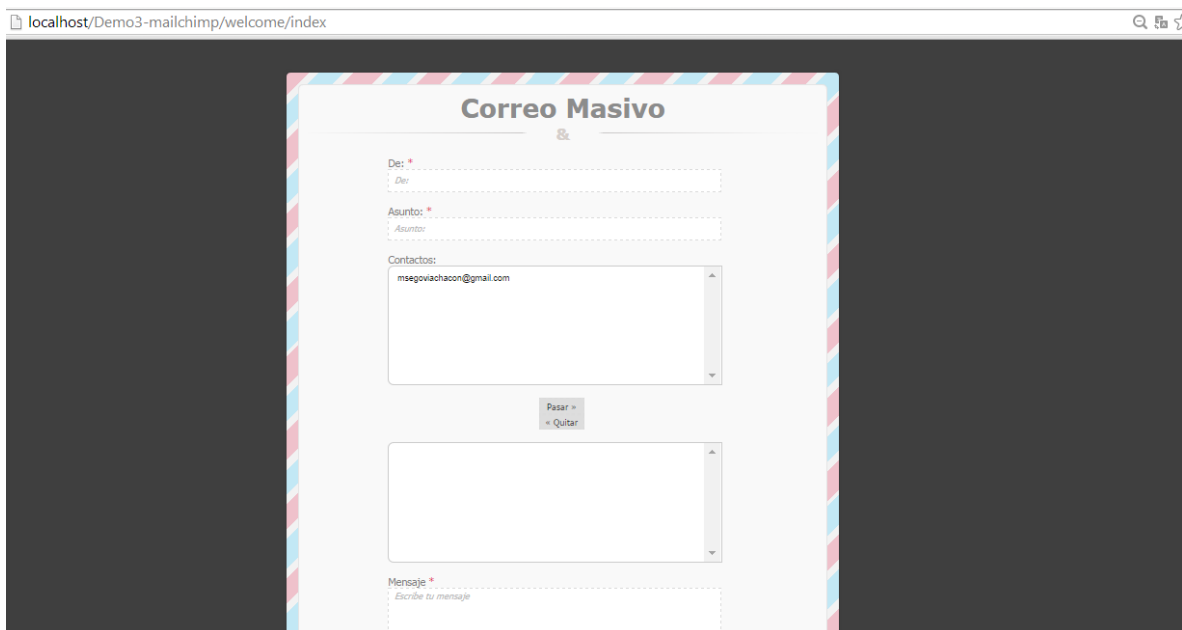 localhost/Demo3-mailchimp/welcome/index
Correo Masivo
&
De: *
De:
Asunto: *
Asunto:
Contactos:
msegoviachacon@gmail.com
Pasar »
« Quitar
Mensaje *
Escribe tu mensaje